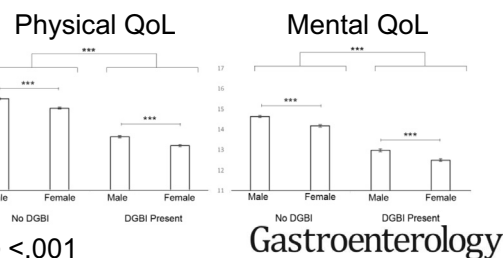 Physical QoL
Mental QoL
***
***
***
***
***
***
17
16
15
14
13
12
11
Female
Male
Female
Male
Female
Male
Female
No DGBI
DGBI Present
No DGBI
DGBI Present
<.001
Gastroenterology